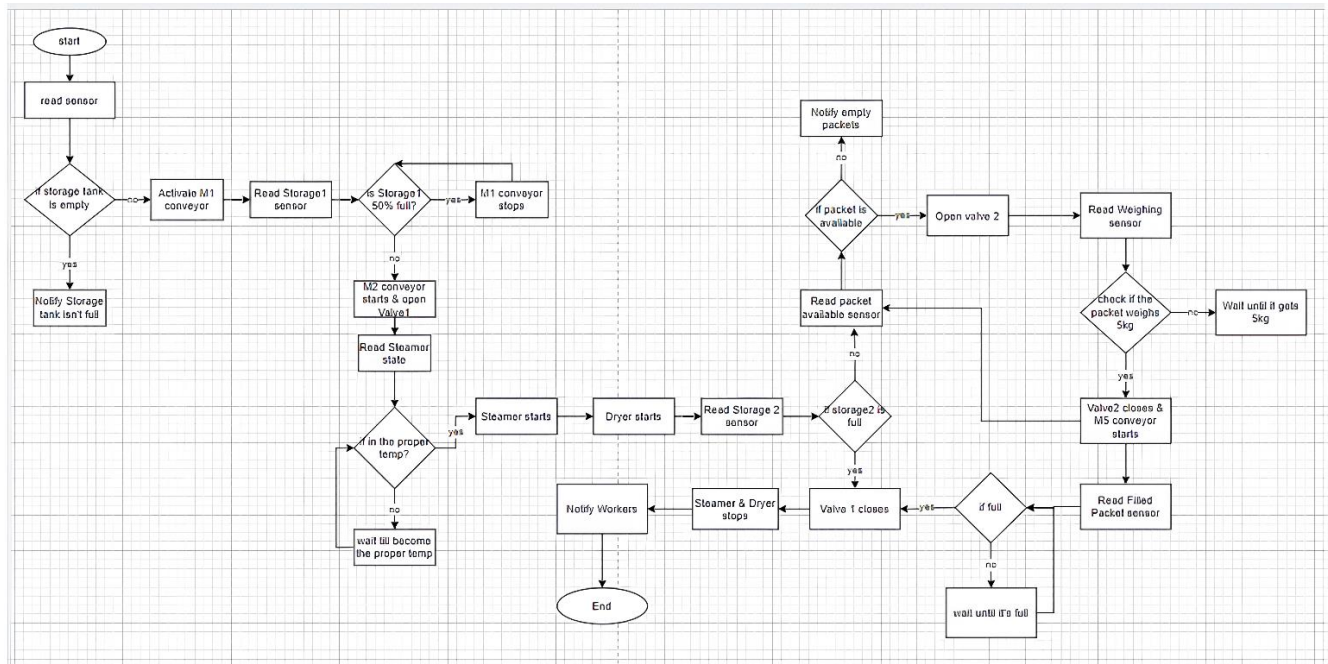 start
read sensor
if storage tank
is empty
no
Activate M1
conveyor
Read Storage1
sensor
is Storage1
50% full?
yes
M1 conveyor
stops
yes
Notify Storage
tank isn't full
no
M2 conveyor
starts & open
Valve1
Read Steamer
state
if in the proper
temp?
yes
Steamer starts
Dryer starts
Read Storage 2
sensor
if storage2 is
full
no
wait till become
the proper temp
no
Read packet
available sensor
if packet is
available
no
Notify empty
packets
yes
Open valve 2
Read Weighing
sensor
check if the
packet weighs
5kg
no
Wait until it gets
5kg
yes
Valve2 closes &
M5 conveyor
starts
Read Filled
Packet sensor
if full
no
wait until it's full
yes
yes
Valve 1 closes
Steamer & Dryer
stops
Notify Workers
End